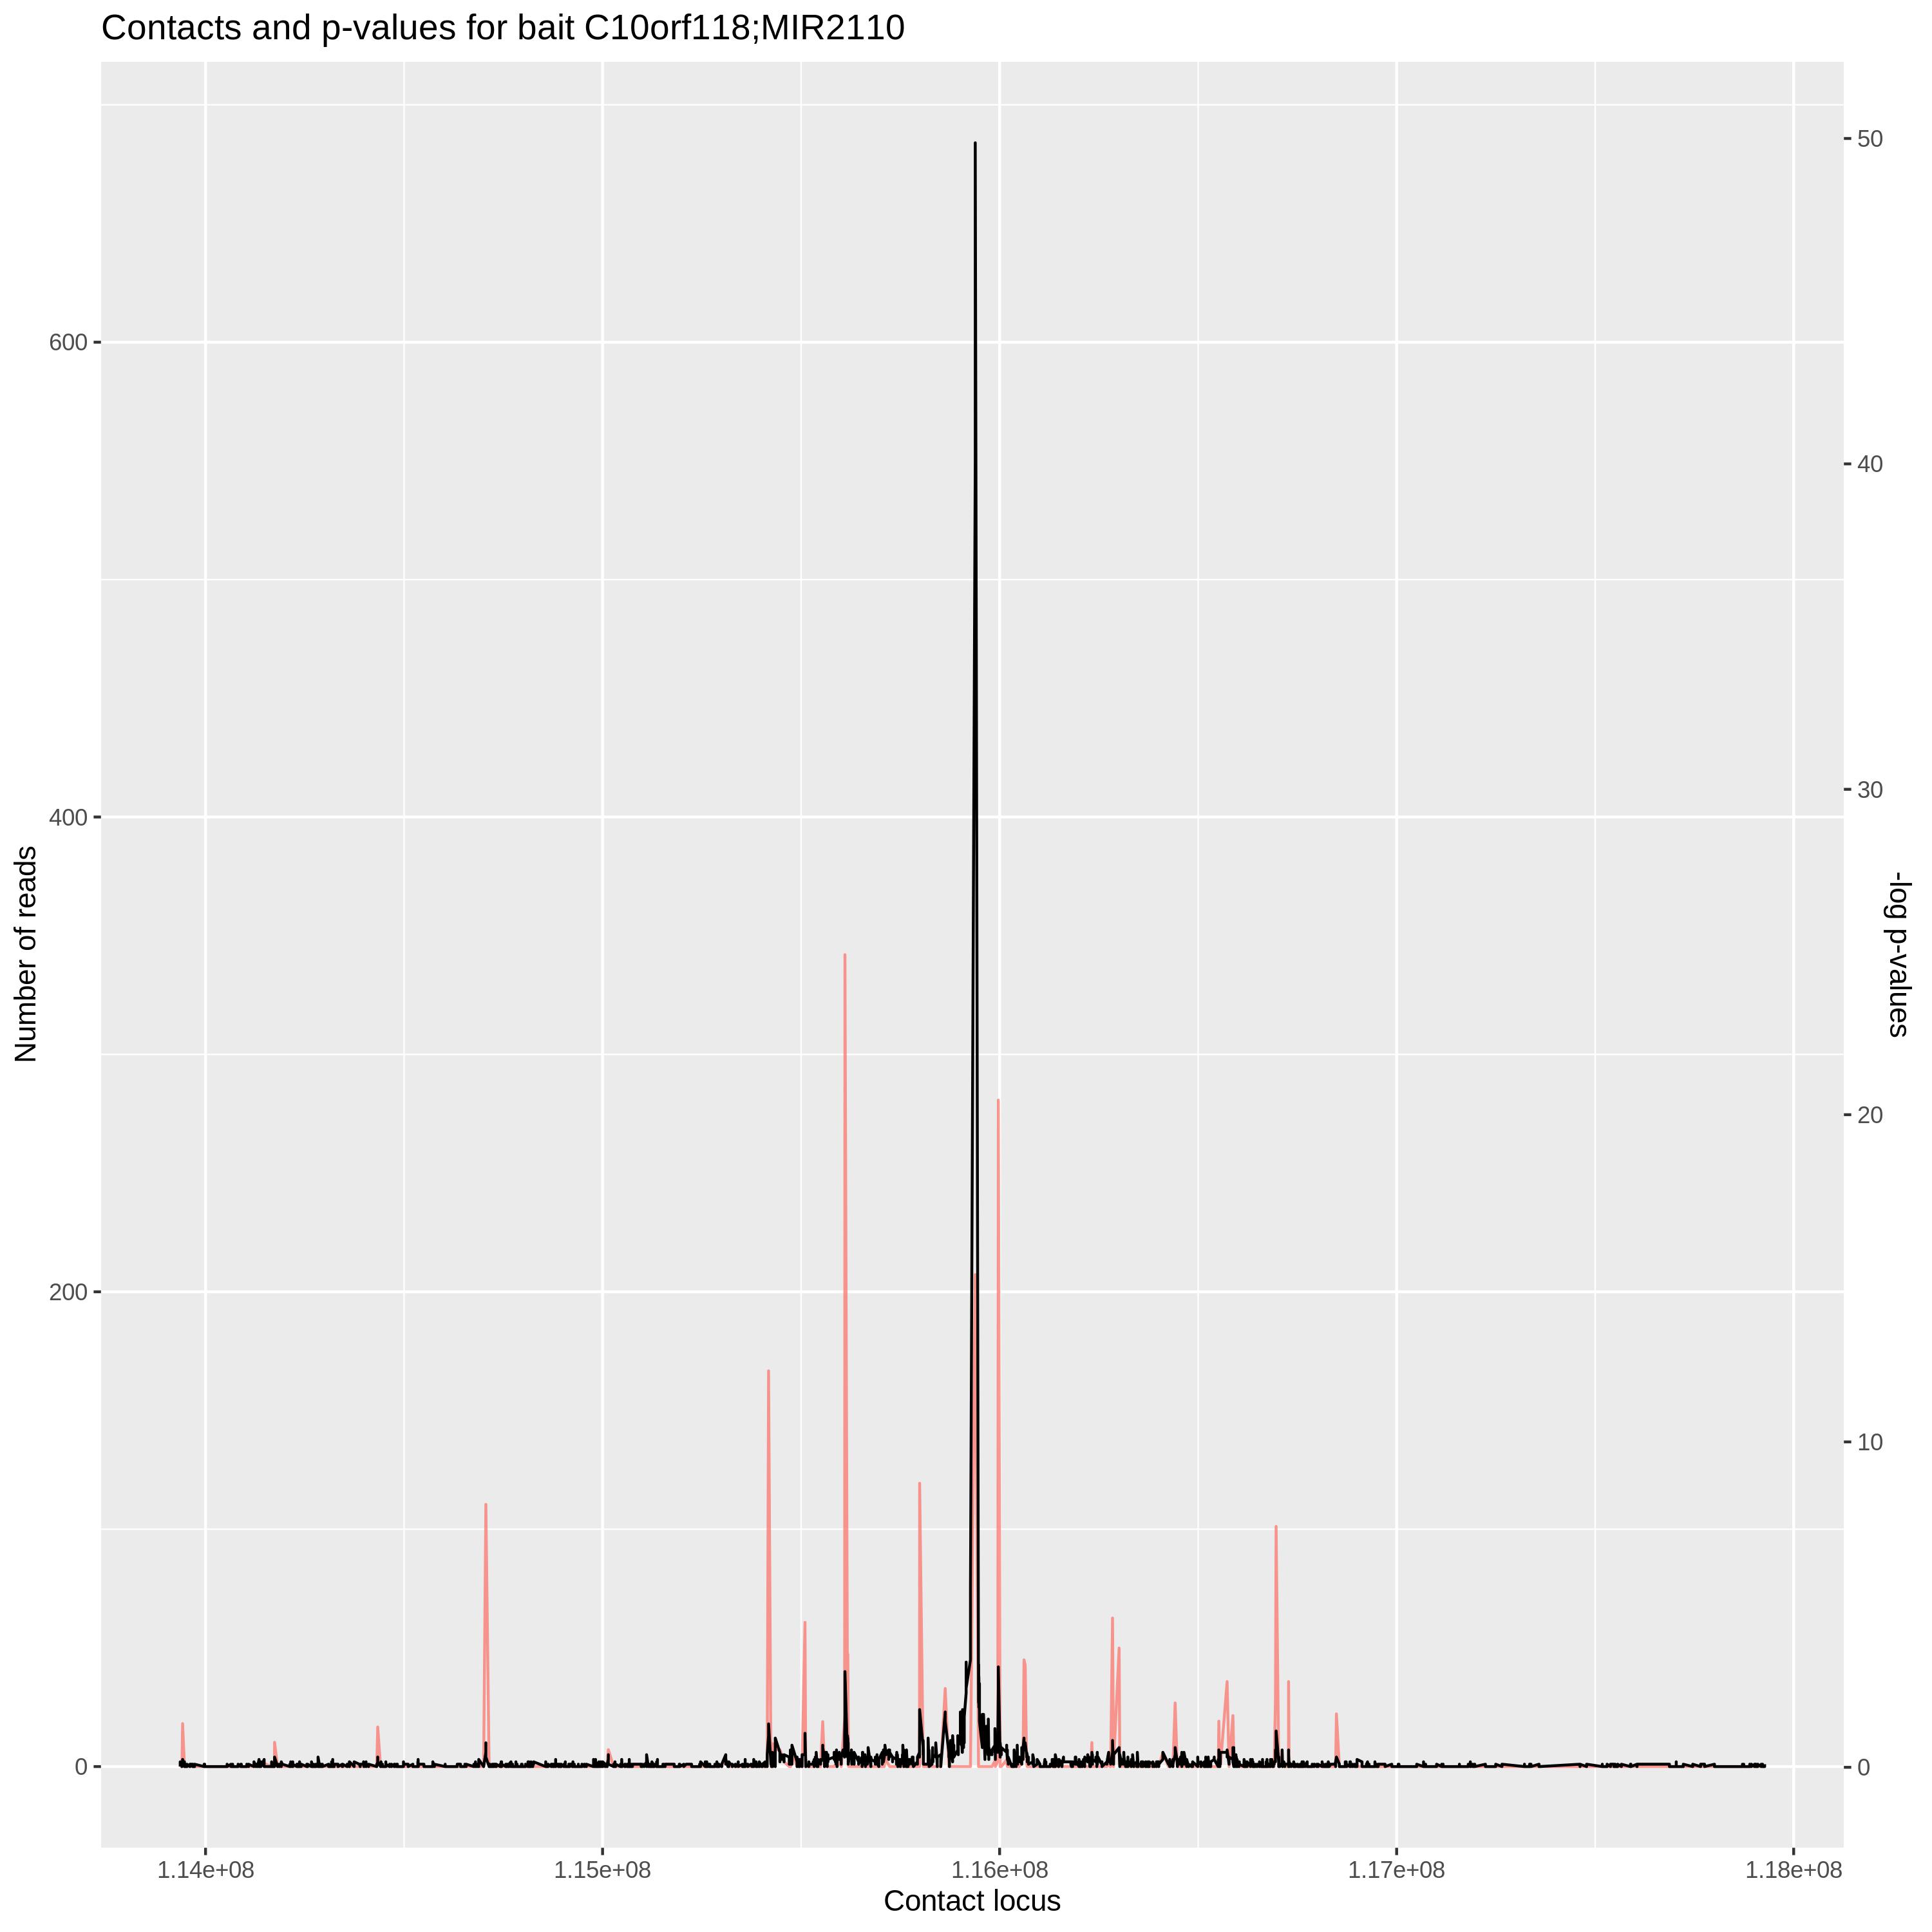 Contacts and p-values for bait C10orf118;MIR2110
Number of reads
600
400
200
0
50
40
30
20
10
0
-log p-values
1.14e+08
1.15e+08
1.16e+08
1.17e+08
1.18e+08
Contact locus